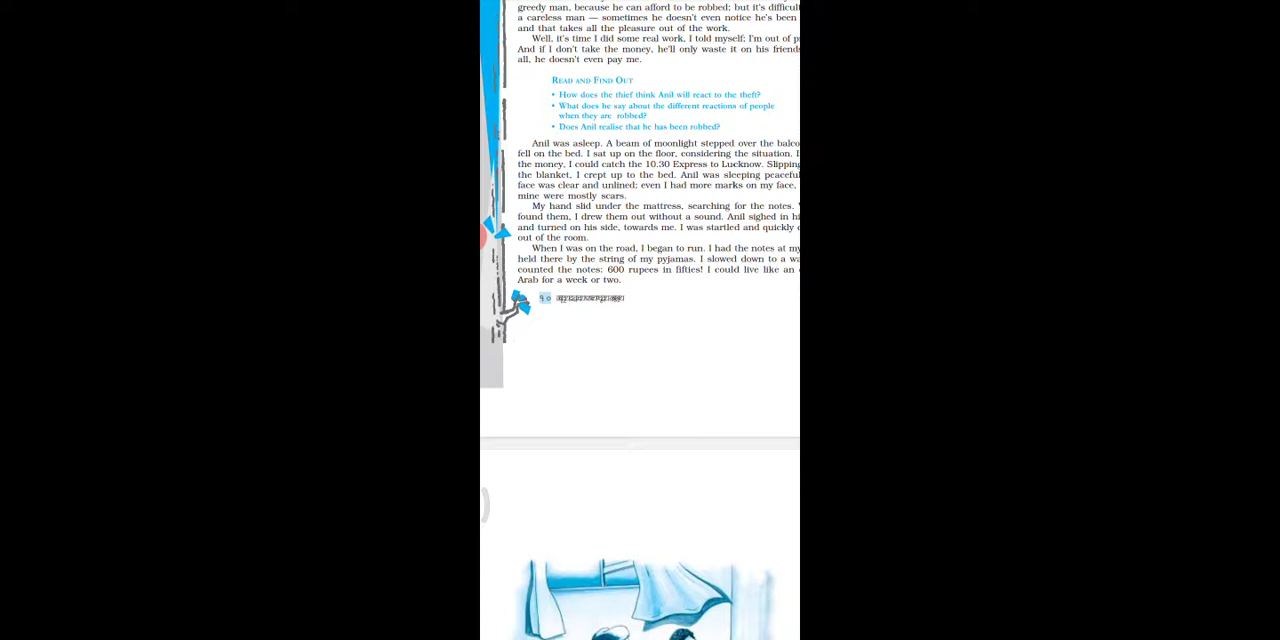 greedy man, because he can afford to be robbed; but it's difficult
a careless man — sometimes he doesn't even notice he's been
and that takes all the pleasure out of the work.
Well, it's time I did some real work, I told myself; I'm out of
And if I don't take the money, he'll only waste it on his friends
all, he doesn't even pay me.
READ AND FIND OUT
• How does the thief think Anil will react to the theft?
• What does he say about the different reactions of people
when they are robbed?
• Does Anil realise that he has been robbed?
Anil was asleep. A beam of moonlight stepped over the balco
fell on the bed. I sat up on the floor, considering the situation.
the money, I could catch the 10.30 Express to Lucknow. Slipping
the blanket, I crept up to the bed. Anil was sleeping peaceful
face was clear and unlined; even I had more marks on my face,
mine were mostly scars.
My hand slid under the mattress, searching for the notes.
found them, I drew them out without a sound. Anil sighed in hi
and turned on his side, towards me. I was startled and quickly
out of the room.
When I was on the road, I began to run. I had the notes at my
held there by the string of my pyjamas. I slowed down to a wa
counted the notes: 600 rupees in fifties! I could live like an
Arab for a week or two.